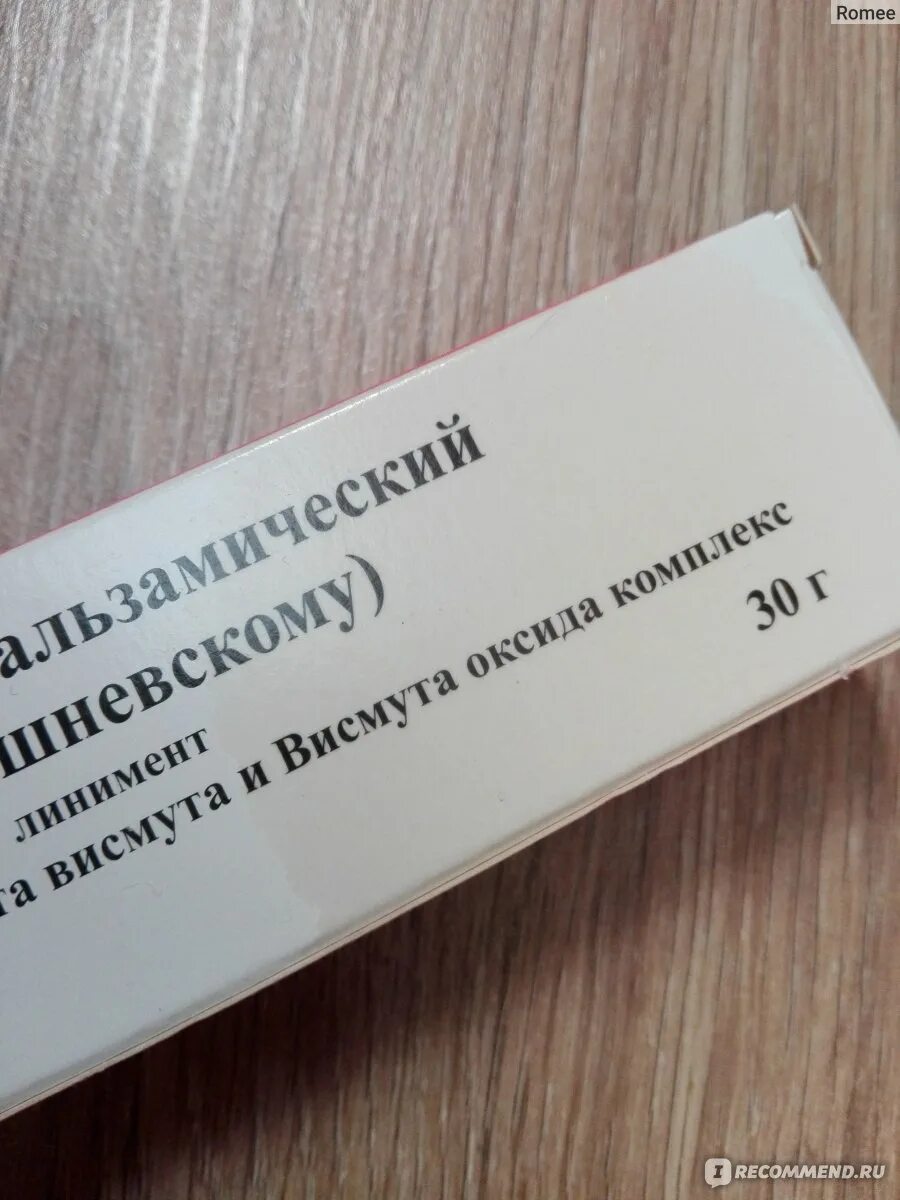 Romee
альзамический
шневскому)
линимент
та висмута и Висмута оксида комплекс
30 г
I RECOMMEND.RU